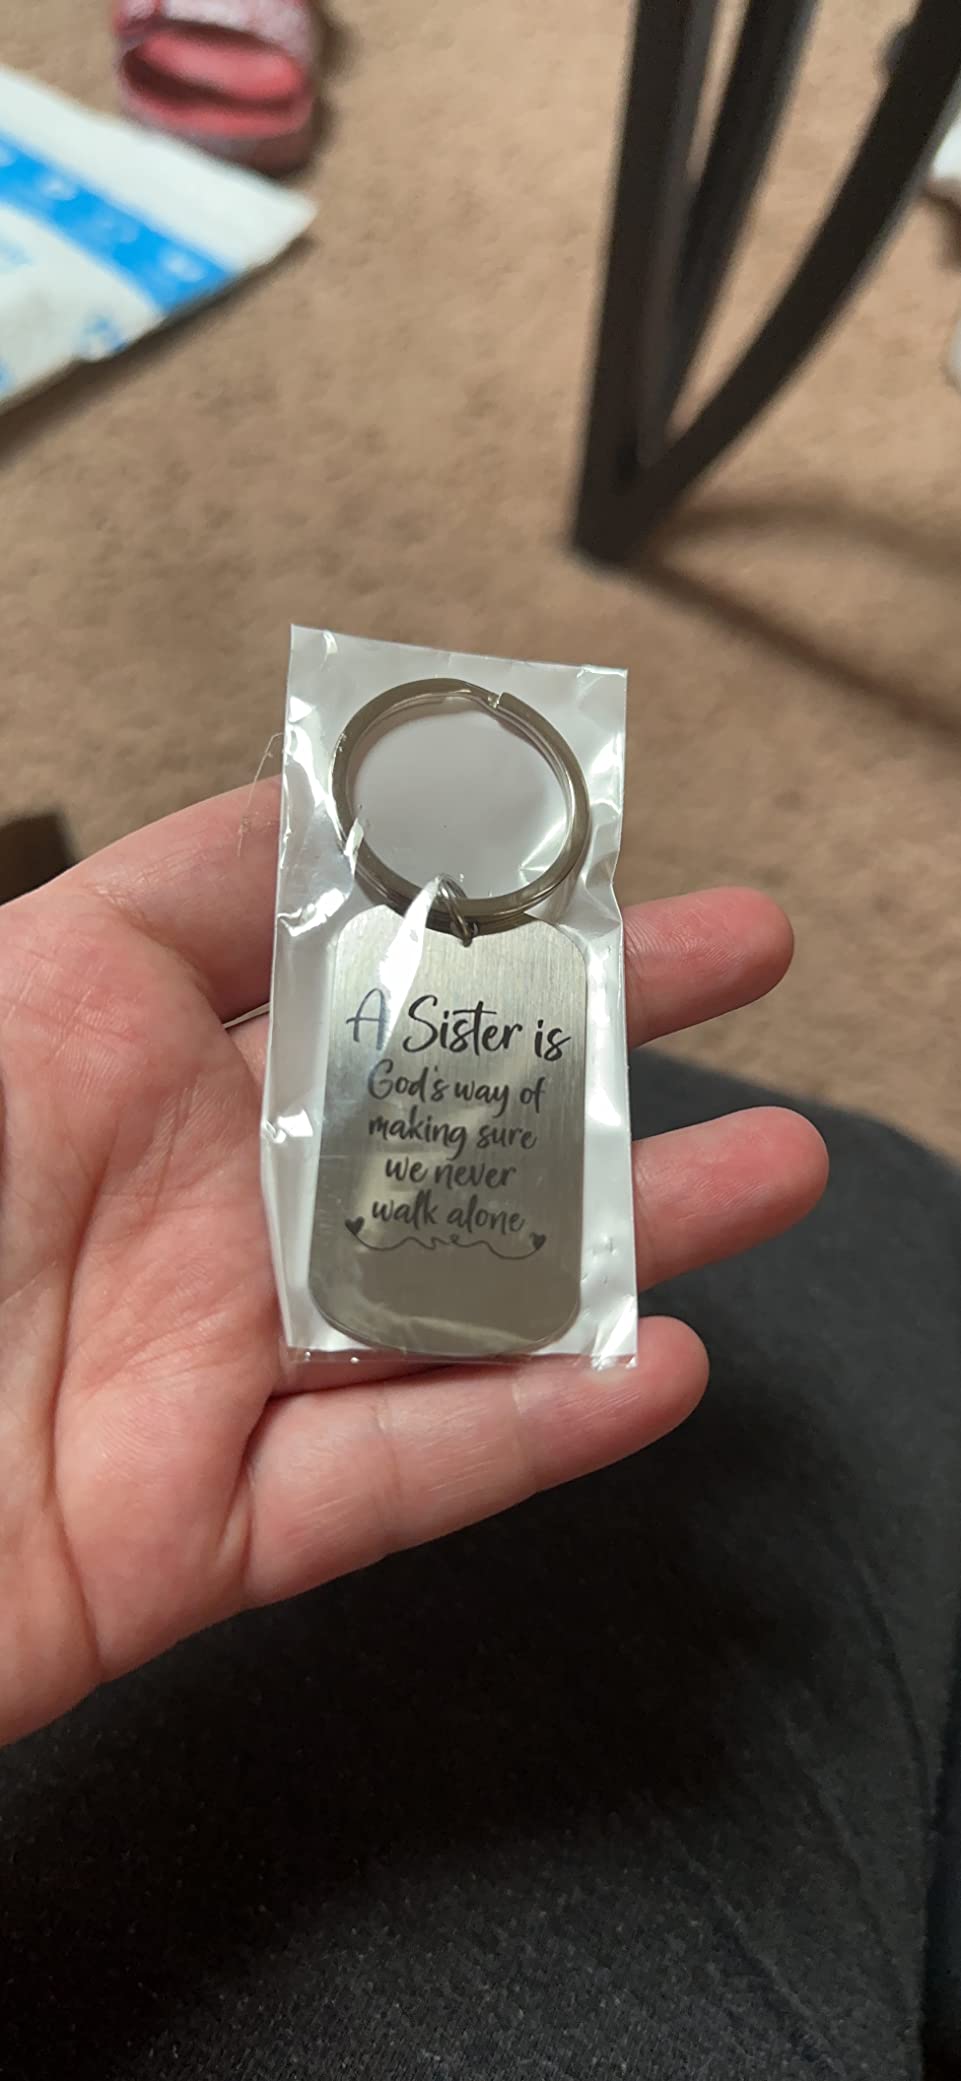 A Sister is
God's way of
making sure
we never
walk alone